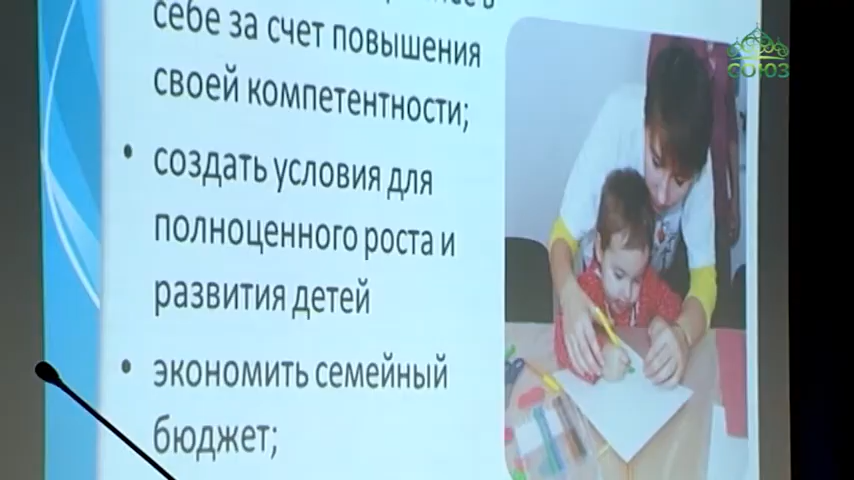 себе за счет повышения
своей компетентности;
• создать условия для
полноценного роста и
развития детей
• экономить семейный
бюджет;
СОЮЗ